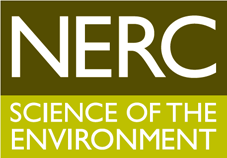 NERC
SCIENCE OF THE
ENVIRONMENT